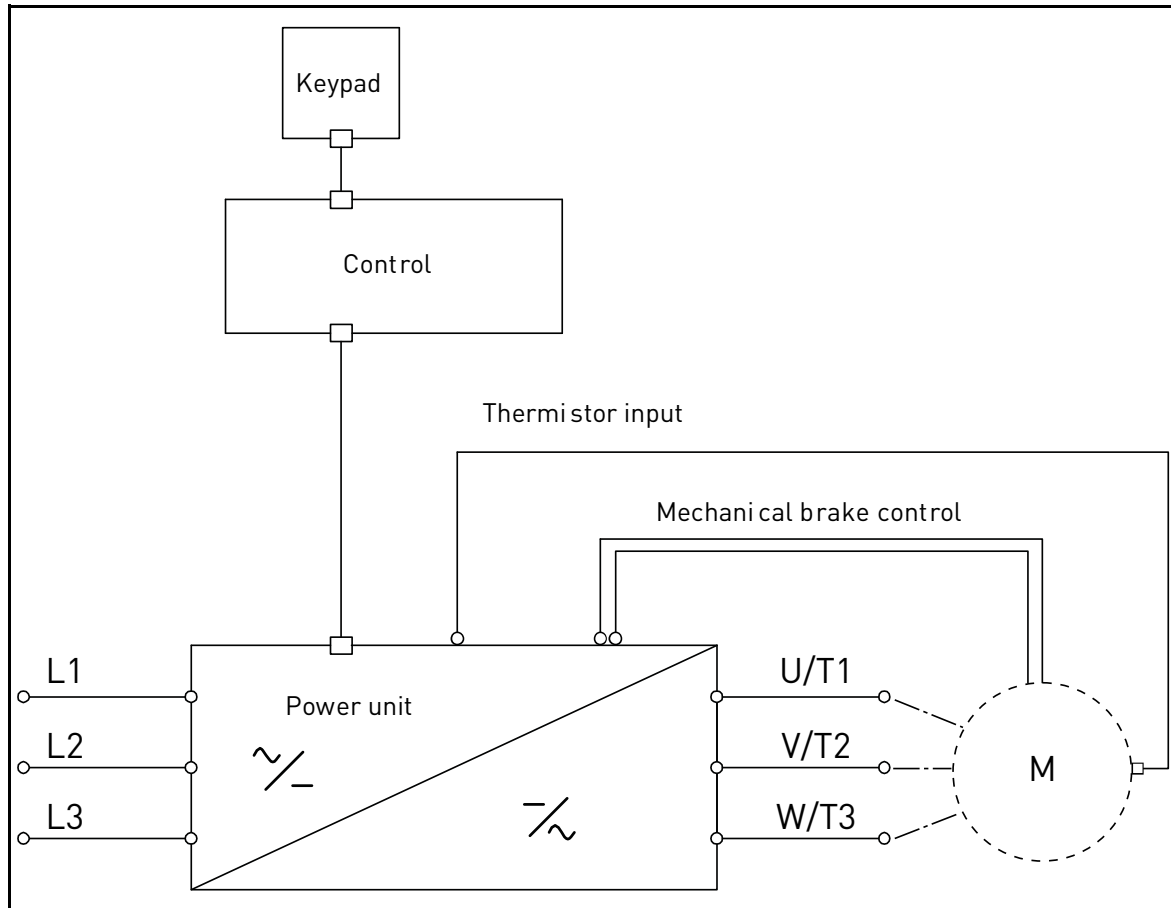 Keypad
Control
Thermistor input
Mechanical brake control
L1
U/T1
Power unit
L2
V/T2
M
L3
W/T3